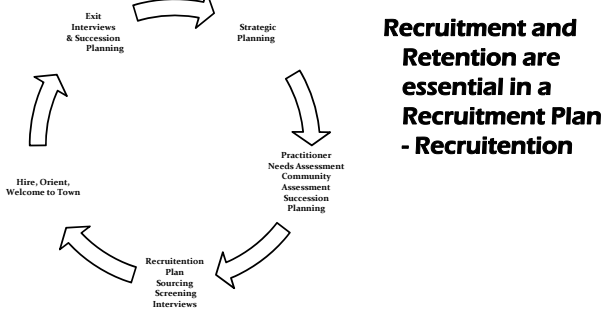 Exit
Interviews
& Succession
Planning
Strategic
Planning
Practitioner
Needs Assessment
Community
Assessment
Succession
Planning
Recruitention
Plan
Sourcing
Screening
Interviews
Hire, Orient,
Welcome to Town
Recruitment and
Retention are
essential in a
Recruitment Plan
- Recruitention